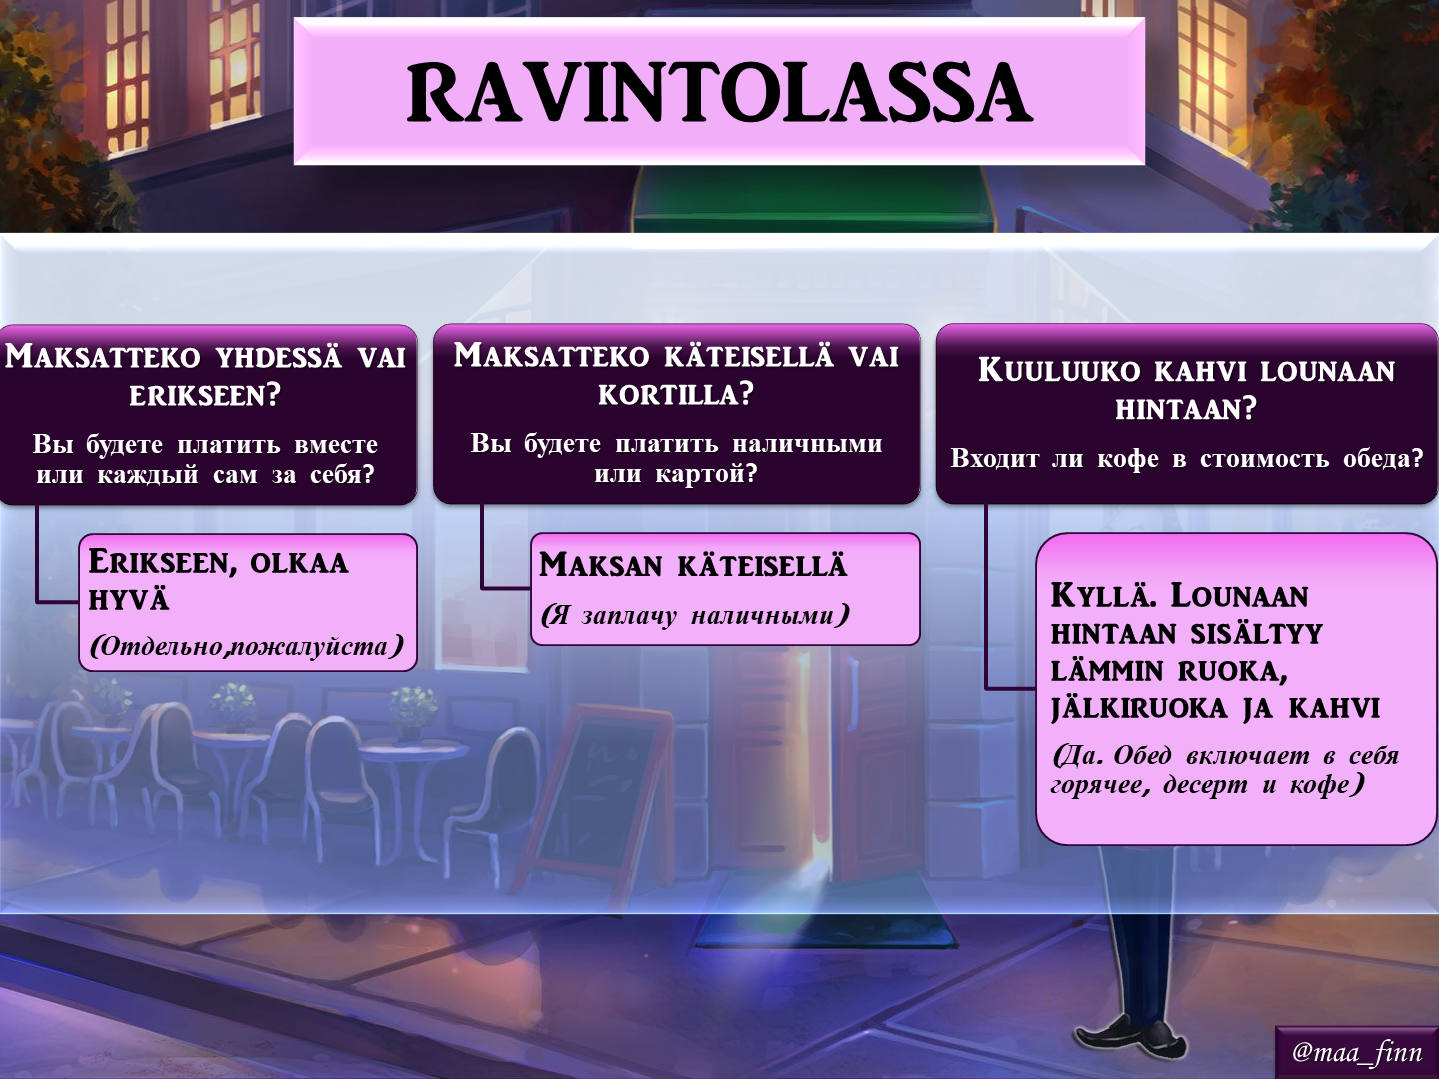 RAVINTOLASSA
MAKSATTEKO YHDESSÄ VAI
ERIKSEEN?
Вы будете платить вместе
или каждый сам за себя?
ERIKSEEN, OLKAA
HYVÄ
(Отдельно,пожалуйста)
MAKSATTEKO KÄTEISELLÄ VAI
KORTILLA?
Вы будете платить наличными
или картой?
MAKSAN KÄTEISELLÄ
(Я заплачу наличными)
KUULUUKO KAHVI LOUNAAN
HINTAAN?
Входит ли кофе в стоимость обеда?
KYLLÄ. LOUNAAN
HINTAAN SISÄLTYY
LÄMMIN RUOKA,
JÄLKIRUOKA JA KAHVI
(Да. Обед включает в себя
горячее, десерт и кофе)
@maa_finn